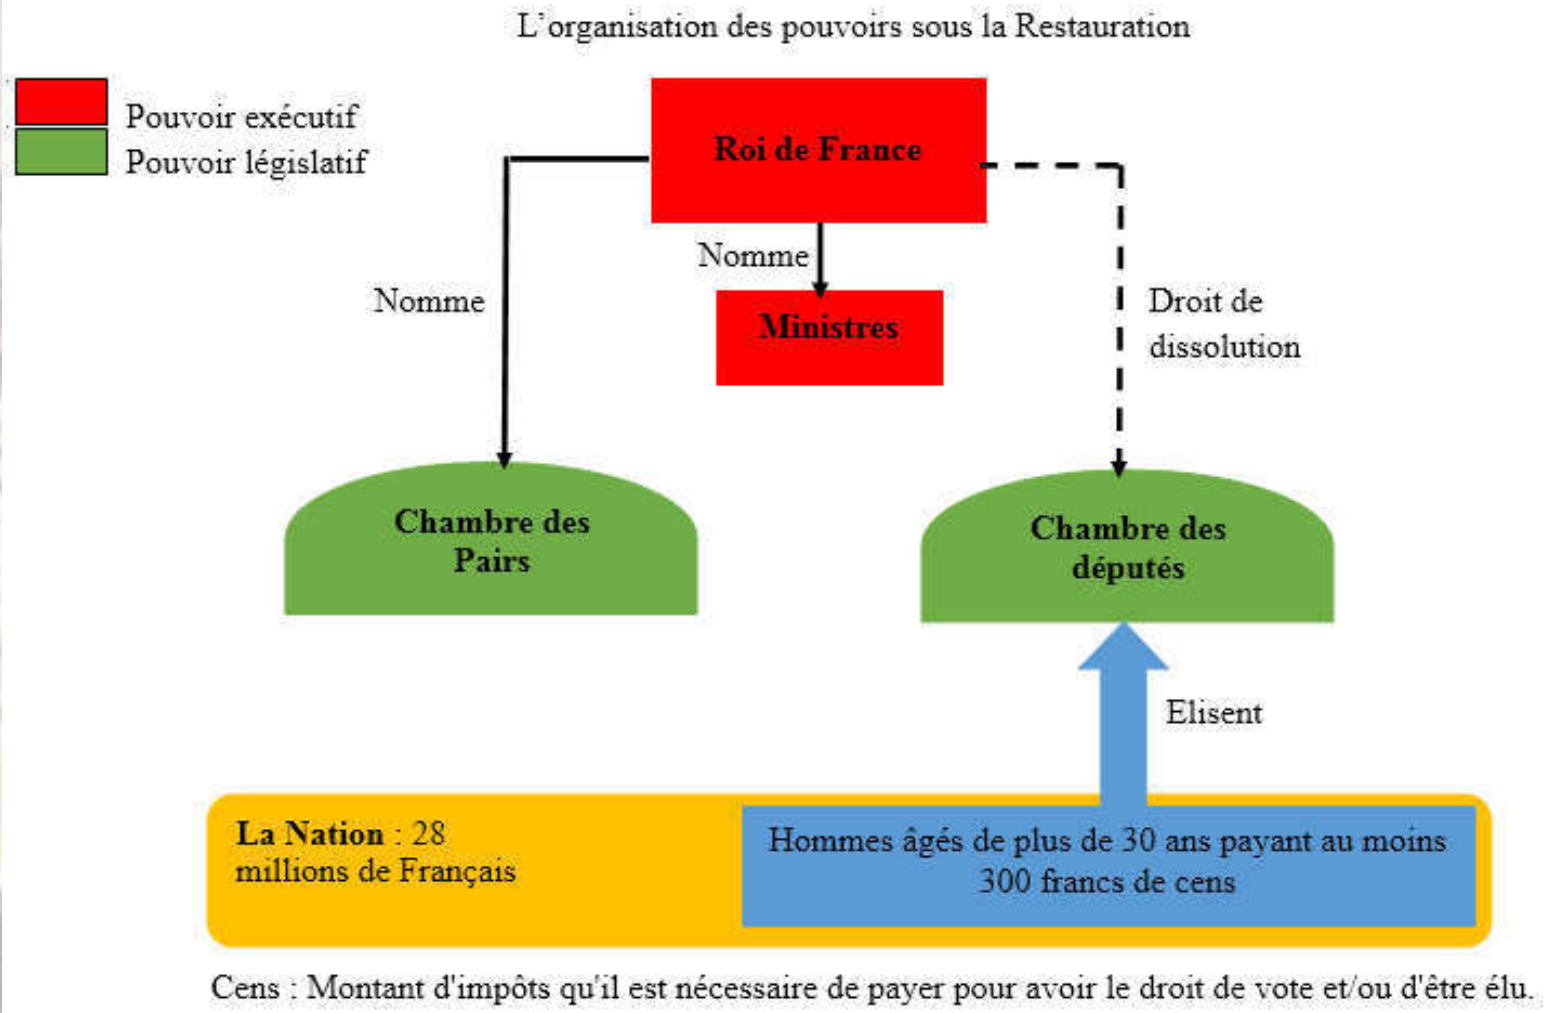 L'organisation des pouvoirs sous la Restauration
Pouvoir exécutif
Pouvoir législatif
Roi de France
Nomme
Nomme
Ministres
Droit de
dissolution
Chambre des
Pairs
Chambre des
députés
Elisent
La Nation : 28
millions de Français
Hommes âgés de plus de 30 ans payant au moins
300 francs de cens
Cens : Montant d'impôts qu'il est nécessaire de payer pour avoir le droit de vote et/ou d'être élu.